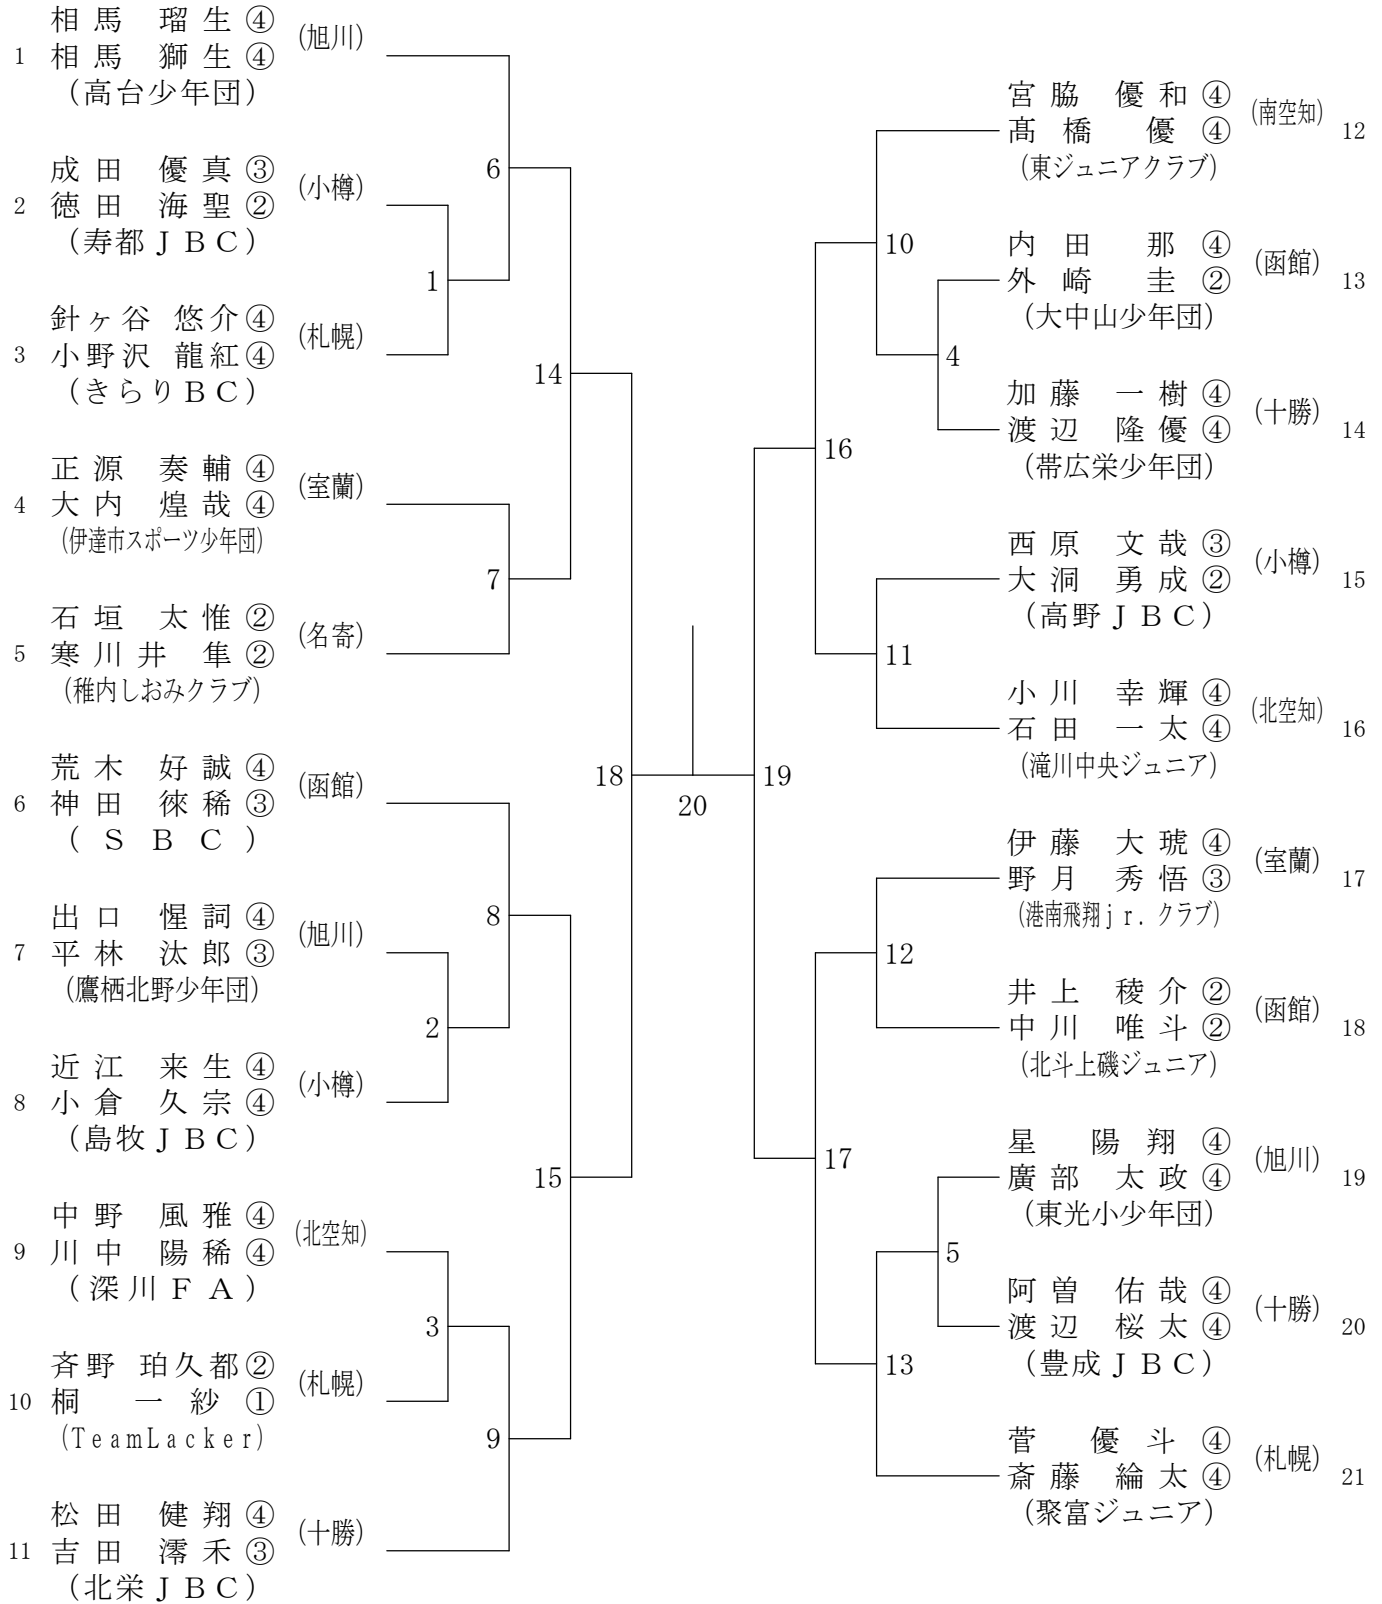 相馬 瑠生④
(旭川)
1 相馬 獅生④
(高台少年団)
成田 優真③
(小樽)
2 徳田 海聖②
(寿都ＪＢＣ)
針ヶ谷 悠介④
(札幌)
3 小野沢 龍紅④
(きらりＢＣ)
正源 奏輔④
(室蘭)
4 大内 煌哉④
(伊達市スポーツ少年団)
石垣 太惟②
(名寄)
5 寒川井 隼②
(稚内しおみクラブ)
荒木 好誠④
(函館)
6 神田 徠稀③
(ＳＢＣ)
出口 惺詞④
(旭川)
7 平林 汰郎③
(鷹栖北野少年団)
近江 来生④
(小樽)
8 小倉 久宗④
(島牧ＪＢＣ)
中野 風雅④
(北空知)
9 川中 陽稀④
(深川ＦＡ)
斉野 珀久都②
(札幌)
10 桐 一紗①
(TeamLacker)
松田 健翔④
(十勝)
11 吉田 澪禾③
(北栄ＪＢＣ)
6
1
14
7
18
8
2
15
3
9
20
19
10
4
16
11
12
17
5
13
宮脇 優和④
(南空知)
髙橋 優④ 12
(東ジュニアクラブ)
内田 那④
(函館)
外崎 圭② 13
(大中山少年団)
加藤 一樹④
(十勝)
渡辺 隆優④ 14
(帯広栄少年団)
西原 文哉③
(小樽)
大洞 勇成② 15
(高野ＪＢＣ)
小川 幸輝④
(北空知)
石田 一太④ 16
(滝川中央ジュニア)
伊藤 大琥④
(室蘭)
野月 秀悟③ 17
(港南飛翔ｊｒ.クラブ)
井上 稜介②
(函館)
中川 唯斗② 18
(北斗上磯ジュニア)
星 陽翔④
(旭川)
廣部 太政④ 19
(東光小少年団)
阿曽 佑哉④
(十勝)
渡辺 桜太④ 20
(豊成ＪＢＣ)
菅 優斗④
(札幌)
斎藤 綸太④ 21
(聚富ジュニア)